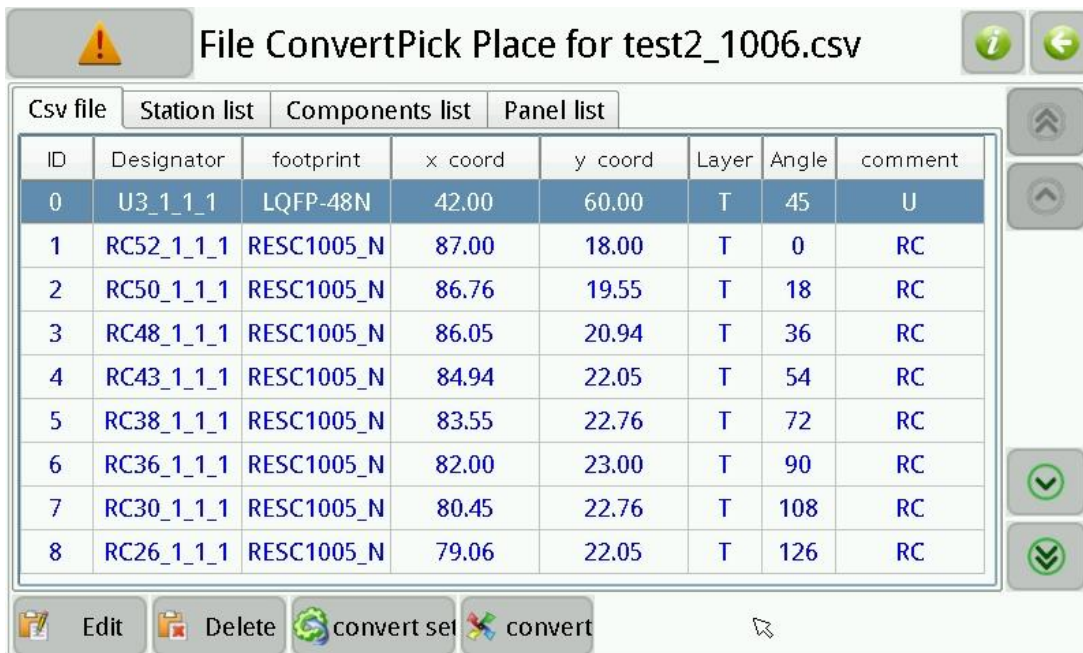 File ConvertPick Place for test2_1006.csv
Csv file Station list Components list Panel list
ID Designator footprint x coord y coord Layer Angle comment
0 U3_1_1_1 LQFP-48N 42.00 60.00 T 45 U
1 RC52_1_1_1 RESC1005_N 87.00 18.00 T 0 RC
2 RC50_1_1_1 RESC1005_N 86.76 19.55 T 18 RC
3 RC48_1_1_1 RESC1005_N 86.05 20.94 T 36 RC
4 RC43_1_1_1 RESC1005_N 84.94 22.05 T 54 RC
5 RC38_1_1_1 RESC1005_N 83.55 22.76 T 72 RC
6 RC36_1_1_1 RESC1005_N 82.00 23.00 T 90 RC
7 RC30_1_1_1 RESC1005_N 80.45 22.76 T 108 RC
8 RC26_1_1_1 RESC1005_N 79.06 22.05 T 126 RC
Edit Delete convert set convert